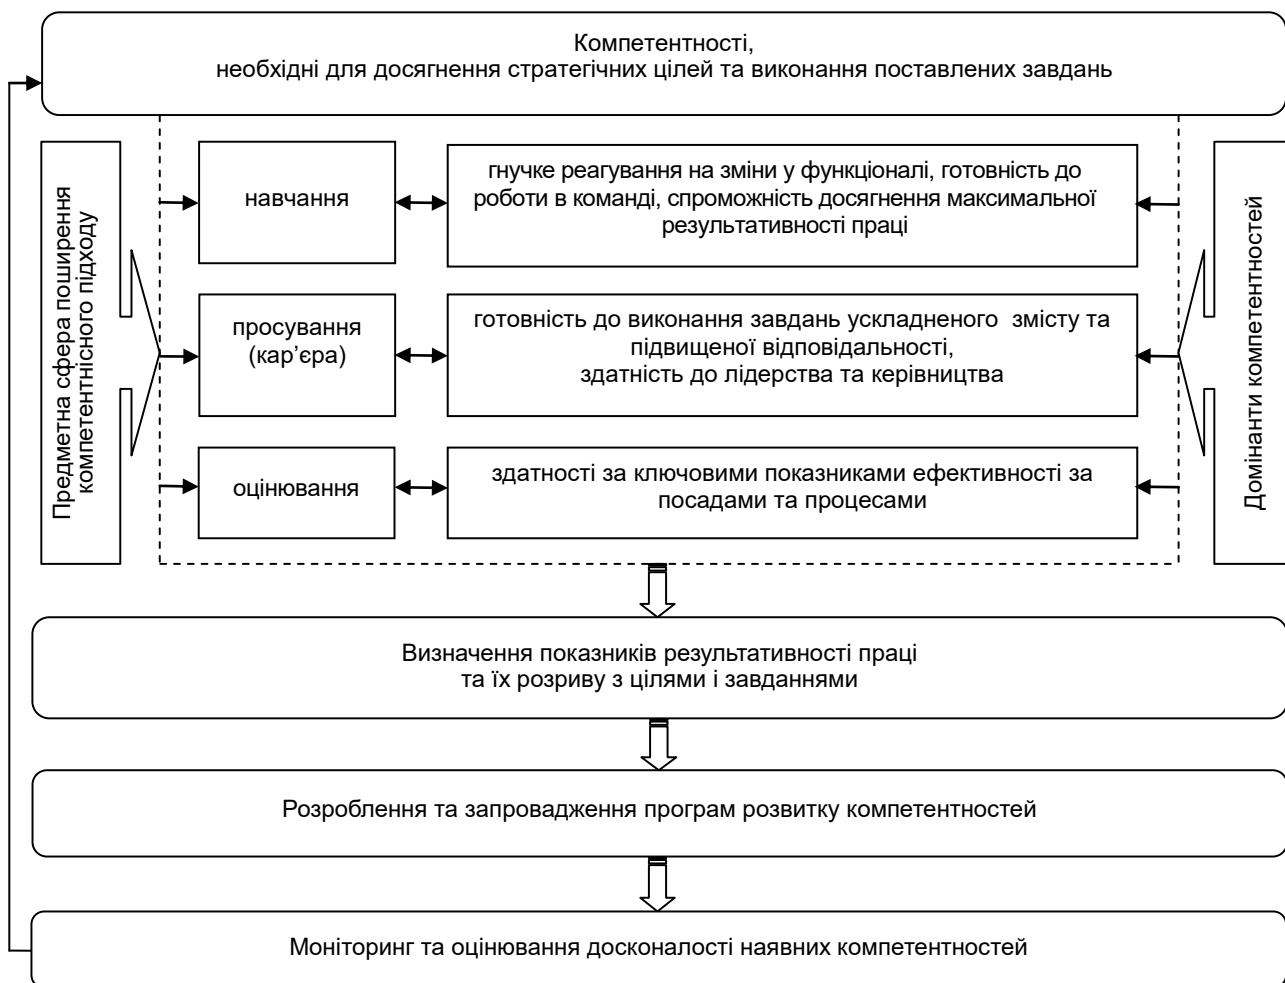 Компетентності,
необхідні для досягнення стратегічних цілей та виконання поставлених завдань
Предметна сфера поширення
компетентнісного підходу
навчання
гнучке реагування на зміни у функціоналі, готовність до
роботи в команді, спроможність досягнення максимальної
результативності праці
просування
(кар’єра)
готовність до виконання завдань ускладненого змісту та
підвищеної відповідальності,
здатність до лідерства та керівництва
оцінювання
здатності за ключовими показниками ефективності за
посадами та процесами
Домінанти компетентностей
Визначення показників результативності праці
та їх розриву з цілями і завданнями
Розроблення та запровадження програм розвитку компетентностей
Моніторинг та оцінювання досконалості наявних компетентностей